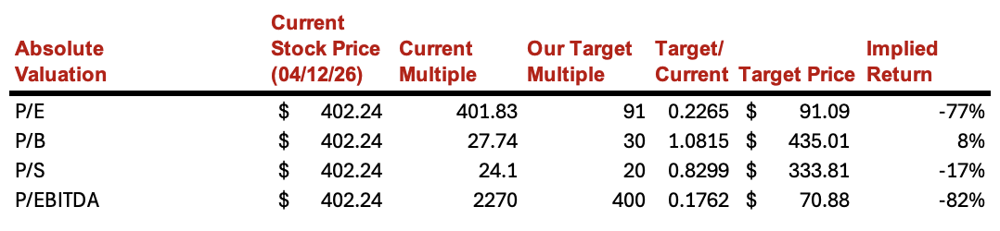 Current
Absolute Stock Price Current Our Target Target/ Implied
Valuation (04/12/26) Multiple Multiple Current Target Price Return
P/E $ 402.24 401.83 91 0.2265 $ 91.09 -77%
P/B $ 402.24 27.74 30 1.0815 $ 435.01 8%
P/S $ 402.24 24.1 20 0.8299 $ 333.81 -17%
P/EBITDA $ 402.24 2270 400 0.1762 $ 70.88 -82%